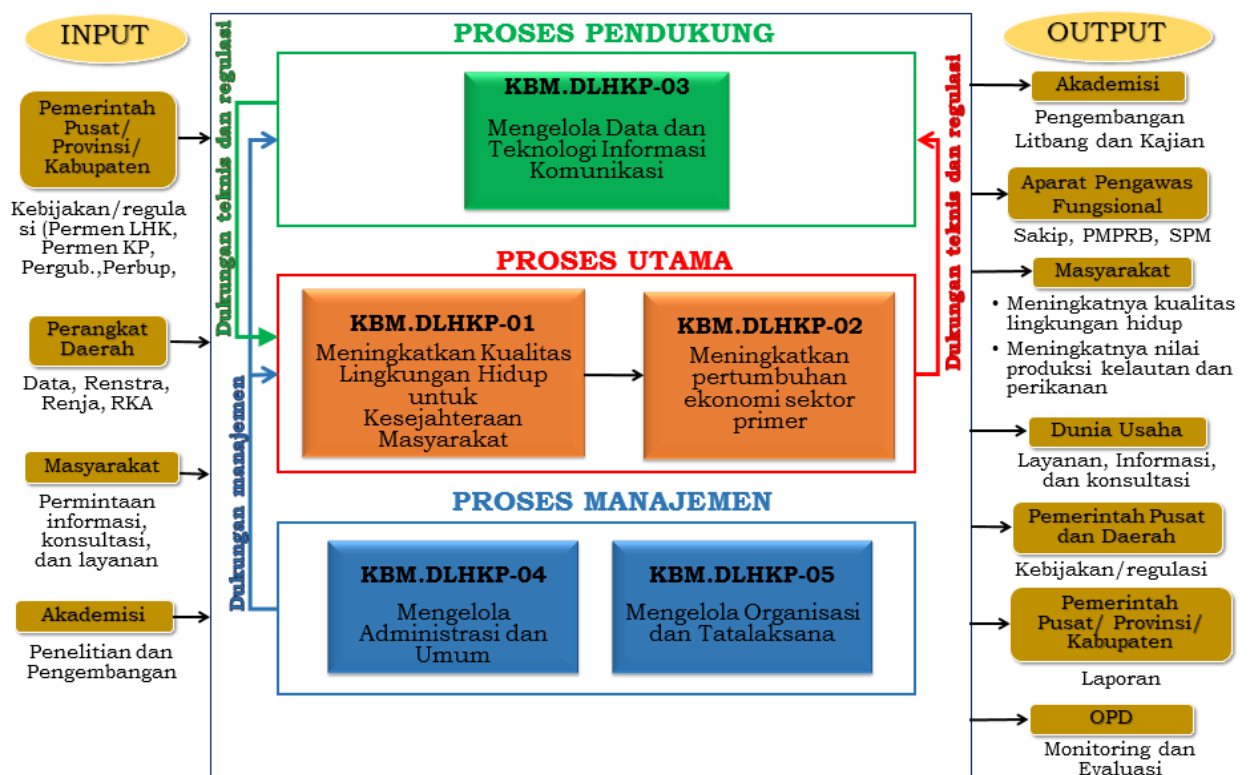 INPUT
Pemerintah
Pusat/
Provinsi/
Kabupaten
Kebijakan/regula
si (Permen LHK,
Permen KP,
Pergub.,Perbup,
Perangkat
Daerah
Data, Renstra,
Renja, RKA
Masyarakat
Permintaan
informasi,
konsultasi,
dan layanan
Akademisi
Penelitian dan
Pengembangan
Dukungan teknis dan regulasi
Dukungan manajemen
PROSES PENDUKUNG
KBM.DLHKP-03
Mengelola Data dan
Teknologi Informasi
Komunikasi
PROSES UTAMA
KBM.DLHKP-01
Meningkatkan Kualitas
Lingkungan Hidup
untuk
Kesejahteraan
Masyarakat
KBM.DLHKP-02
Meningkatkan
pertumbuhan
ekonomi sektor
primer
PROSES MANAJEMEN
KBM.DLHKP-04
Mengelola
Administrasi dan
Umum
KBM.DLHKP-05
Mengelola Organisasi
dan Tatalaksana
Dukungan teknis dan regulasi
OUTPUT
Akademisi
Pengembangan
Litbang dan Kajian
Aparat Pengawas
Fungsional
Sakip, PMPRB, SPM
Masyarakat
• Meningkatnya kualitas
lingkungan hidup
• Meningkatnya nilai
produksi kelautan dan
perikanan
Dunia Usaha
Layanan, Informasi,
dan konsultasi
Pemerintah Pusat
dan Daerah
Kebijakan/regulasi
Pemerintah
Pusat/ Provinsi/
Kabupaten
Laporan
OPD
Monitoring dan
Evaluasi